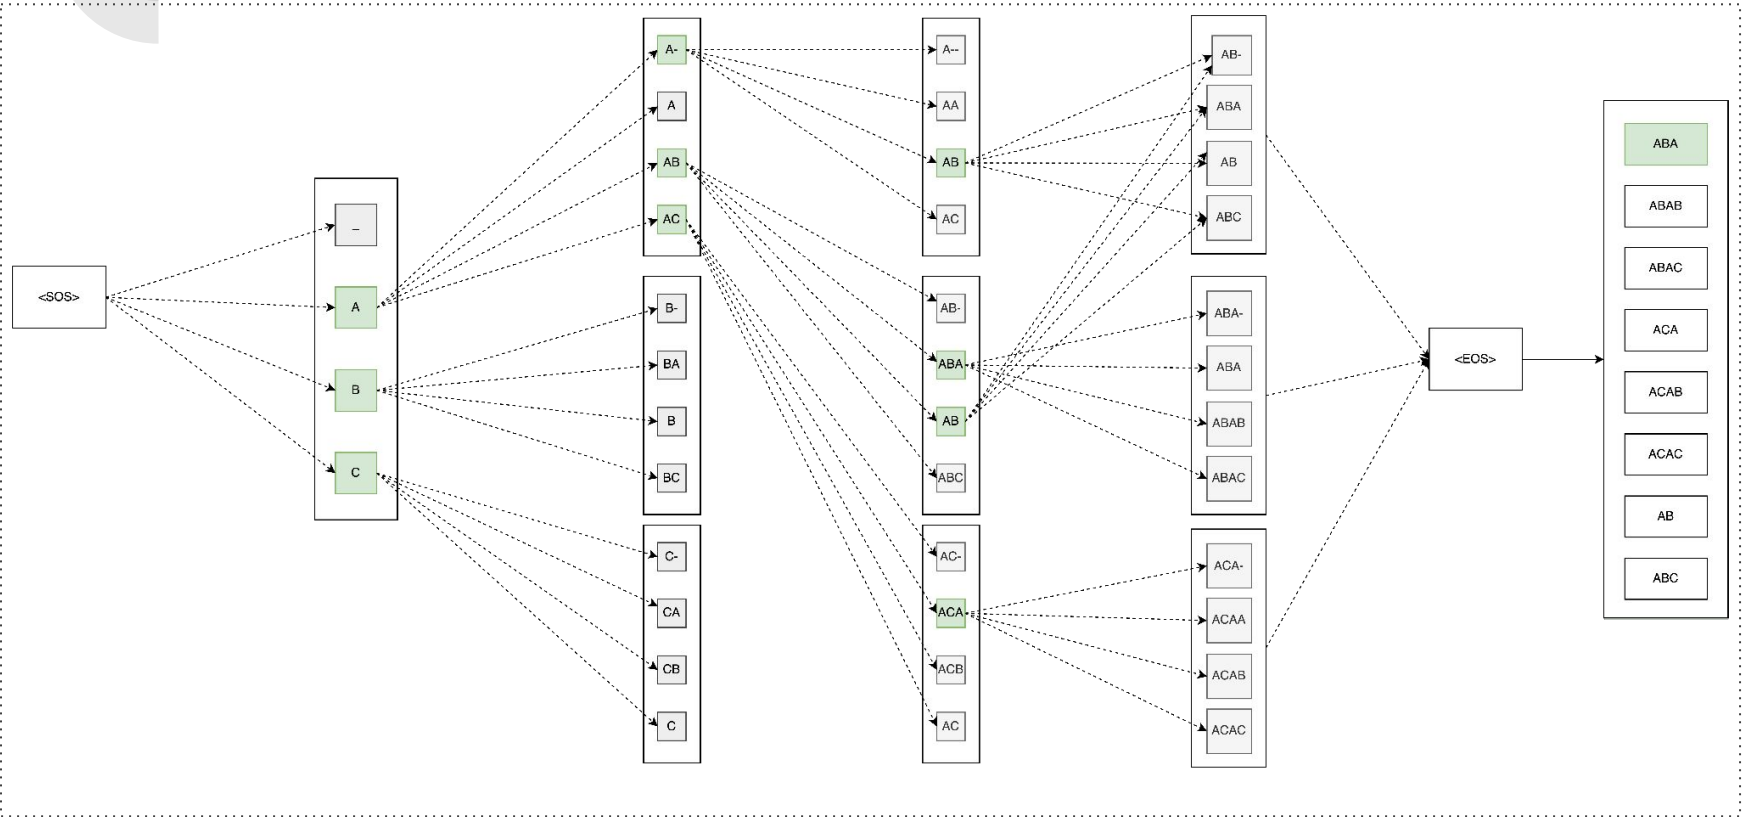 <SOS>
_
A
B
C
A-
A
AB
AC
B-
BA
B
BC
C-
CA
CB
C
A--
AA
AB
AC
AB-
ABA
AB
ABC
AC-
ACA
ACB
AC
AB-
ABA
AB
ABC
ABA-
ABA
ABAB
ABAC
ACA-
ACAA
ACAB
ACAC
<EOS>
ABA
ABAB
ABAC
ACA
ACAB
ACAC
AB
ABC